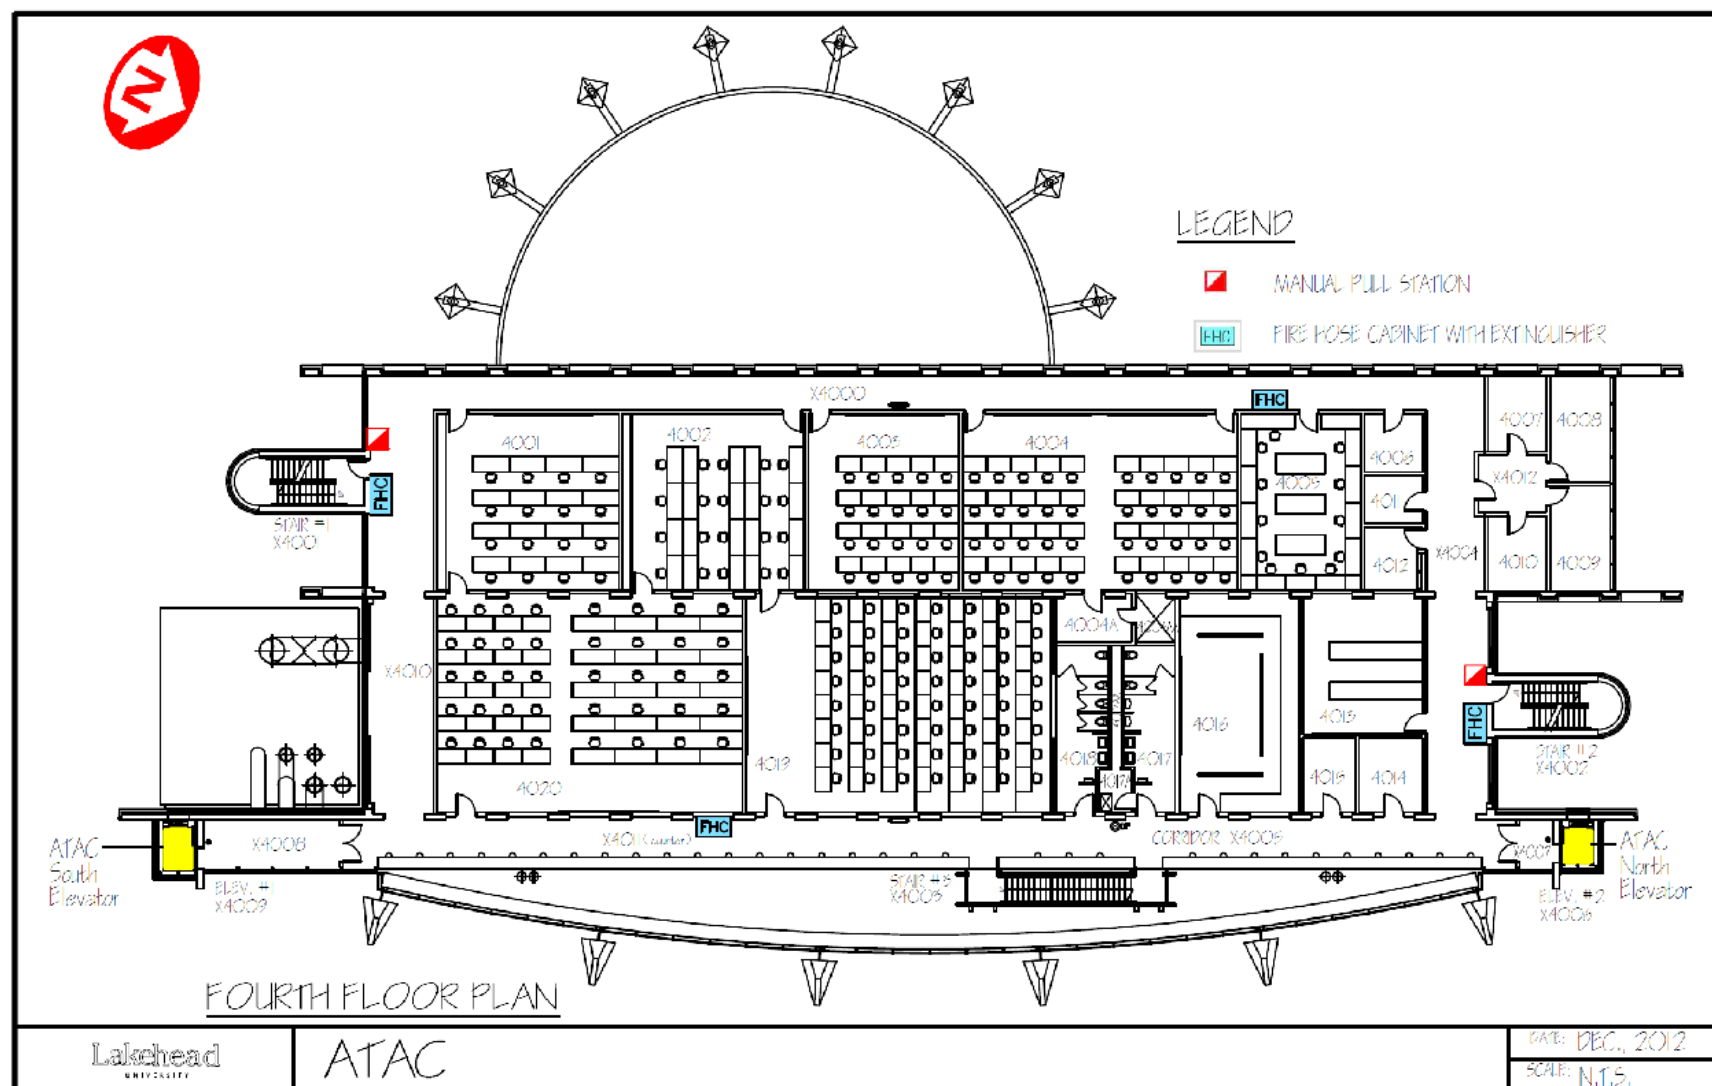 N
LEGEND
MANUAL PULL STATION
FHC
FIRE HOSE CABINET WITH EXTINGUISHER
X4000
FHC
4001
4002
4003
4004
4005
4006
4007
4008
4011
4012
X4012
4010
4009
X4004
FHC
STAIR #1
X400
X4010
4004A
4020
4019
4018
4017
4017A
4016
4013
4015
4014
FHC
STAIR #2
X4002
FHC
X4011
CORRIDOR X4005
X4008
X4007
ATAC
South
Elevator
ELEV. #1
X4009
STAIR #3
X4003
ELEV. #2
X4006
ATAC
North
Elevator
FOURTH FLOOR PLAN
Lakehead
UNIVERSITY
ATAC
DATE: DEC., 2012
SCALE: N.T.S.